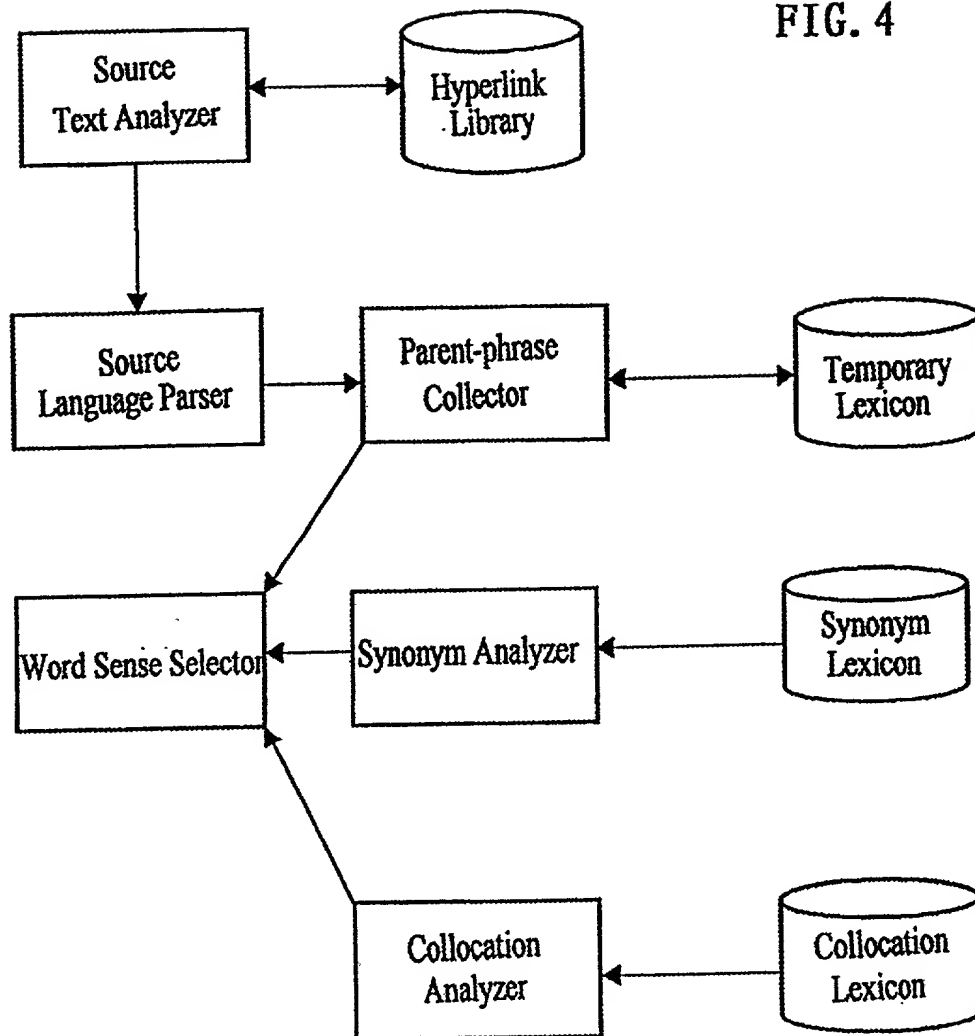 FIG. 4
Source
Text Analyzer
Hyperlink
Library
Source
Language Parser
Parent-phrase
Collector
Temporary
Lexicon
Word Sense Selector
Synonym Analyzer
Synonym
Lexicon
Collocation
Analyzer
Collocation
Lexicon